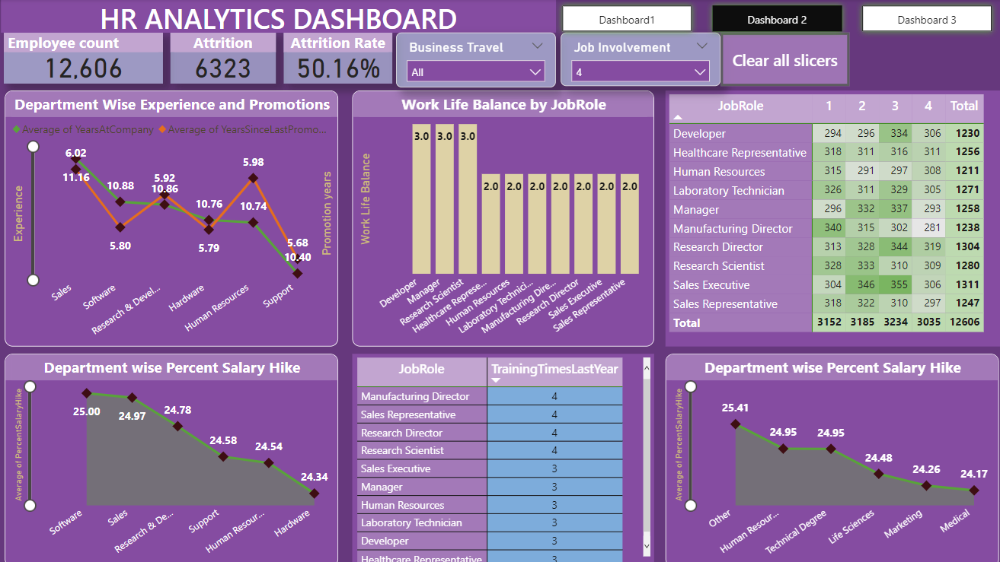 HR ANALYTICS DASHBOARD
Dashboard1
Dashboard 2
Dashboard 3
Employee count
12,606
Attrition
6323
Attrition Rate
50.16%
Business Travel
All
Job Involvement
4
Clear all slicers
Department Wise Experience and Promotions
Average of YearsAtCompany
Average of YearsSinceLastPromo...
Experience
Promotion years
6.02
11.16
10.88
5.80
5.92
10.86
10.76
5.79
5.98
10.74
5.68
10.40
Sales
Software
Research & Devel...
Hardware
Human Resources
Support
Work Life Balance by JobRole
Work Life Balance
3.0 3.0 3.0 2.0 2.0 2.0 2.0 2.0 2.0 2.0
Developer
Manager
Research Scientist
Healthcare Represe...
Human Resources
Laboratory Technici...
Manufacturing Dire...
Research Director
Sales Executive
Sales Representative
JobRole 1 2 3 4 Total
Developer 294 296 334 306 1230
Healthcare Representative 318 311 316 311 1256
Human Resources 315 291 297 308 1211
Laboratory Technician 326 311 329 305 1271
Manager 296 332 337 293 1258
Manufacturing Director 340 315 302 281 1238
Research Director 313 328 344 319 1304
Research Scientist 328 333 310 309 1280
Sales Executive 304 346 355 306 1311
Sales Representative 318 322 310 297 1247
Total 3152 3185 3234 3035 12606
Department wise Percent Salary Hike
Average of PercentSalaryHike
25.00
24.97
24.78
24.58
24.54
24.34
Software
Sales
Research & De...
Support
Human Resour...
Hardware
JobRole TrainingTimesLastYear
Manufacturing Director 4
Sales Representative 4
Research Director 4
Research Scientist 4
Sales Executive 3
Manager 3
Human Resources 3
Laboratory Technician 3
Developer 3
Healthcare Representative 3
Department wise Percent Salary Hike
Average of PercentSalaryHike
25.41
24.95
24.95
24.48
24.26
24.17
Other
Human Resour...
Technical Degree
Life Sciences
Marketing
Medical